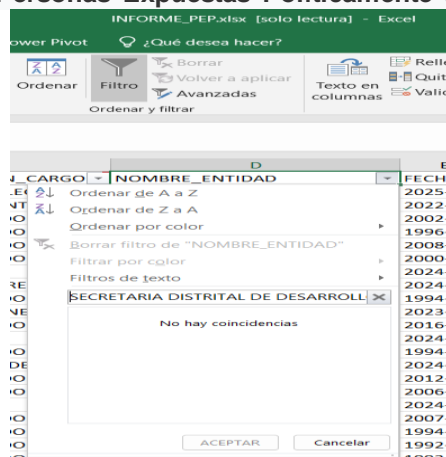 Personas Expuestas Políticamente
INFORME_PEP.xlsx [solo lectura] - Excel
ower Pivot ¿Qué desea hacer?
Ordenar
Filtro
Borrar
Volver a aplicar
Avanzadas
Ordenar y filtrar
Texto en columnas
Relle
Quit
Valid
D
E
N_CARGO NOMBRE_ENTIDAD FECH
Ordenar de A a Z
Ordenar de Z a A
Ordenar por color
Borrar filtro de "NOMBRE_ENTIDAD"
Filtrar por color
Filtros de texto
SECRETARIA DISTRITAL DE DESARROLL
No hay coincidencias
ACEPTAR Cancelar
2025-
2022-
2002-
1996-
2008-
2000-
2024-
2024-
1994-
2023-
2016-
2024-
1994-
2024-
2012-
2006-
2024-
2007-
1994-
1992-